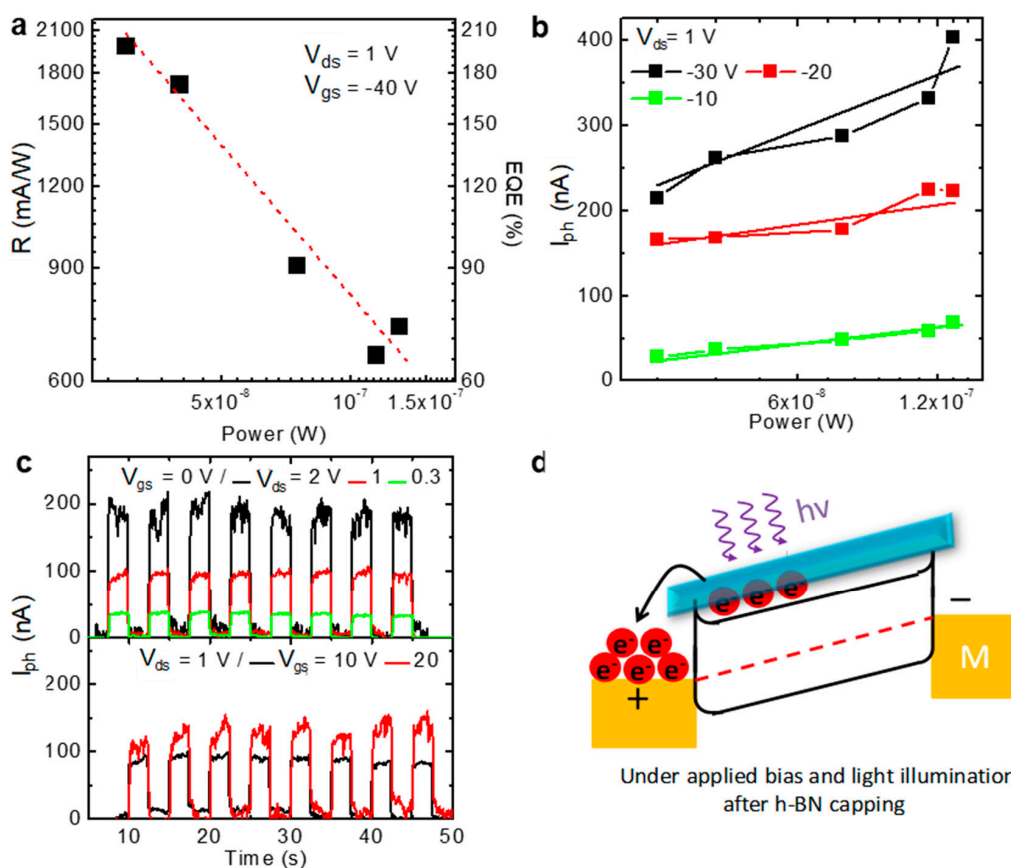 a
2100
1800
1500
1200
900
600
R (mA/W)
V_ds = 1 V
V_gs = -40 V
210
180
150
120
90
60
EQE (%)
5x10^-8 10^-7 1.5x10^-7
Power (W)
b
400
300
200
100
0
I_ph (nA)
V_ds = 1 V
-30 V -20
-10
6x10^-8 1.2x10^-7
Power (W)
c
200
100
0
V_gs = 0 V / V_ds = 2 V 1 0.3
I_ph (nA)
200
100
0
V_ds = 1 V / V_gs = 10 V 20
10 20 30 40 50
Time (s)
d
hν
e- e- e-
e- e-
e- e- e-
+
−
M
Under applied bias and light illumination
after h-BN capping